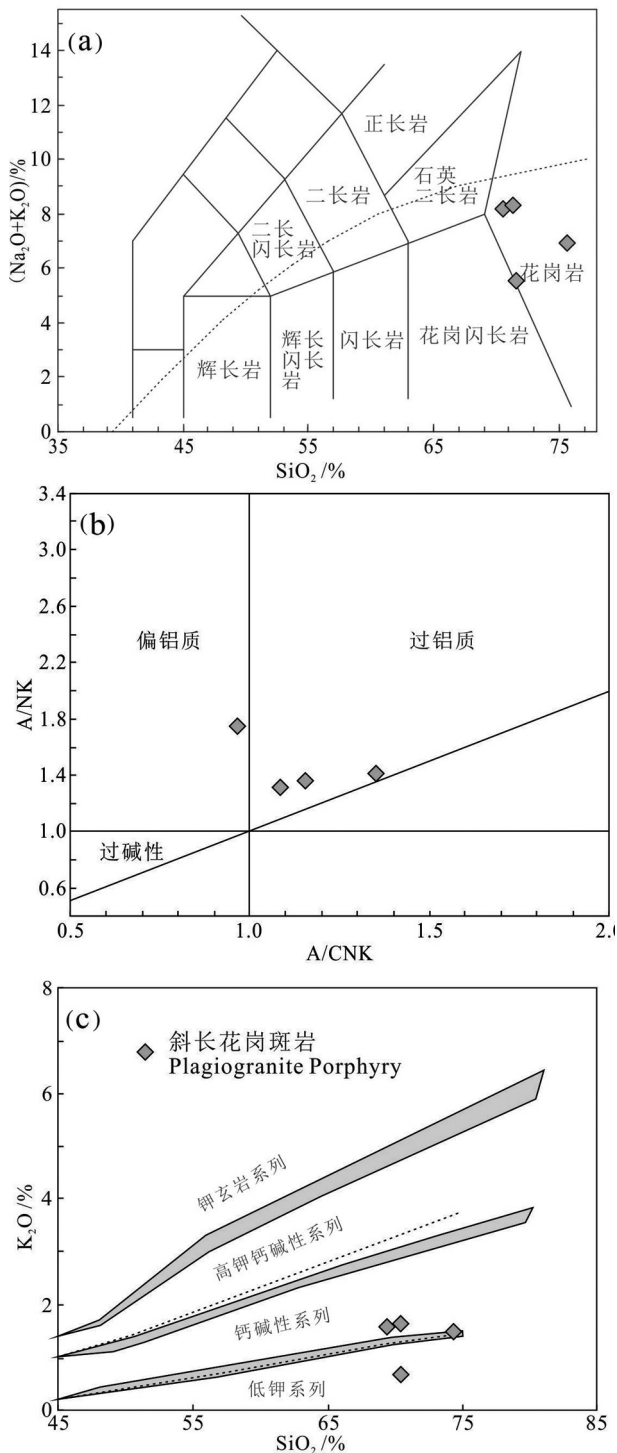 (a)
14
12
10
8
6
4
2
0
(Na₂O+K₂O)/%
正长岩
石英
二长岩
二长岩
二长
闪长岩
花岗岩
辉长岩
辉长
闪长
岩
闪长岩
花岗闪长岩
35
45
55
65
75
SiO₂/%
(b)
3.4
3.0
2.6
2.2
1.8
1.4
1.0
0.6
A/NK
偏铝质
过铝质
过碱性
0.5
1.0
1.5
2.0
A/CNK
(c)
8
6
4
2
0
K₂O/%
斜长花岗斑岩
Plagiogranite Porphyry
钾玄岩系列
高钾钙碱性系列
钙碱性系列
低钾系列
45
55
65
75
85
SiO₂/%